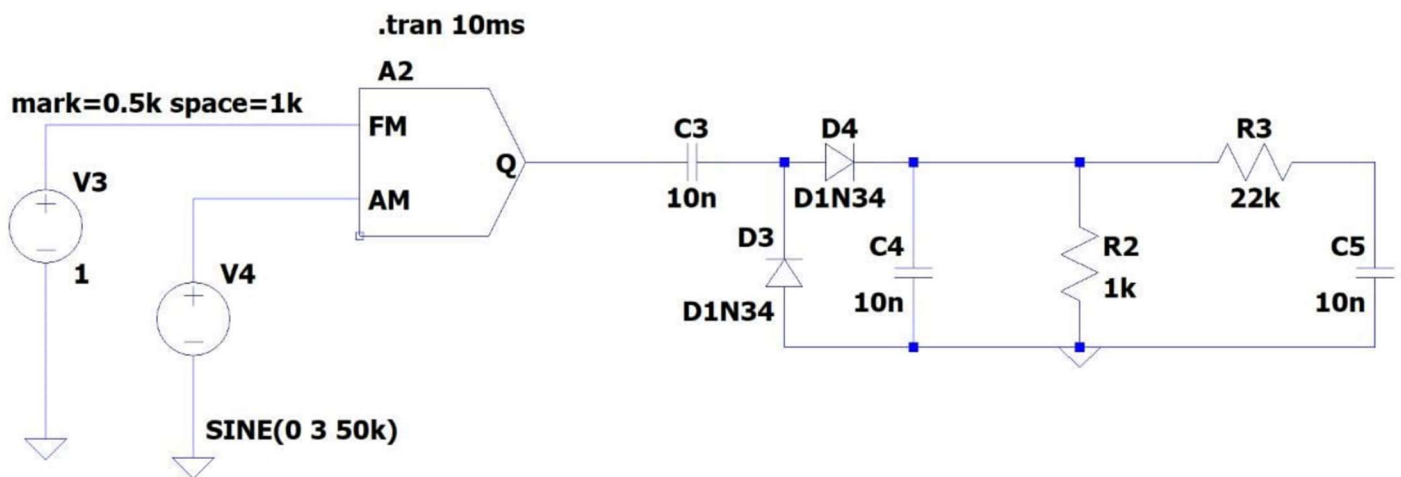 .tran 10ms
A2
mark=0.5k space=1k
FM
C3
D4
R3
Q
V3
AM
10n
D1N34
22k
D3
V4
C4
R2
C5
1
1k
10n
10n
D1N34
SINE(0 3 50k)